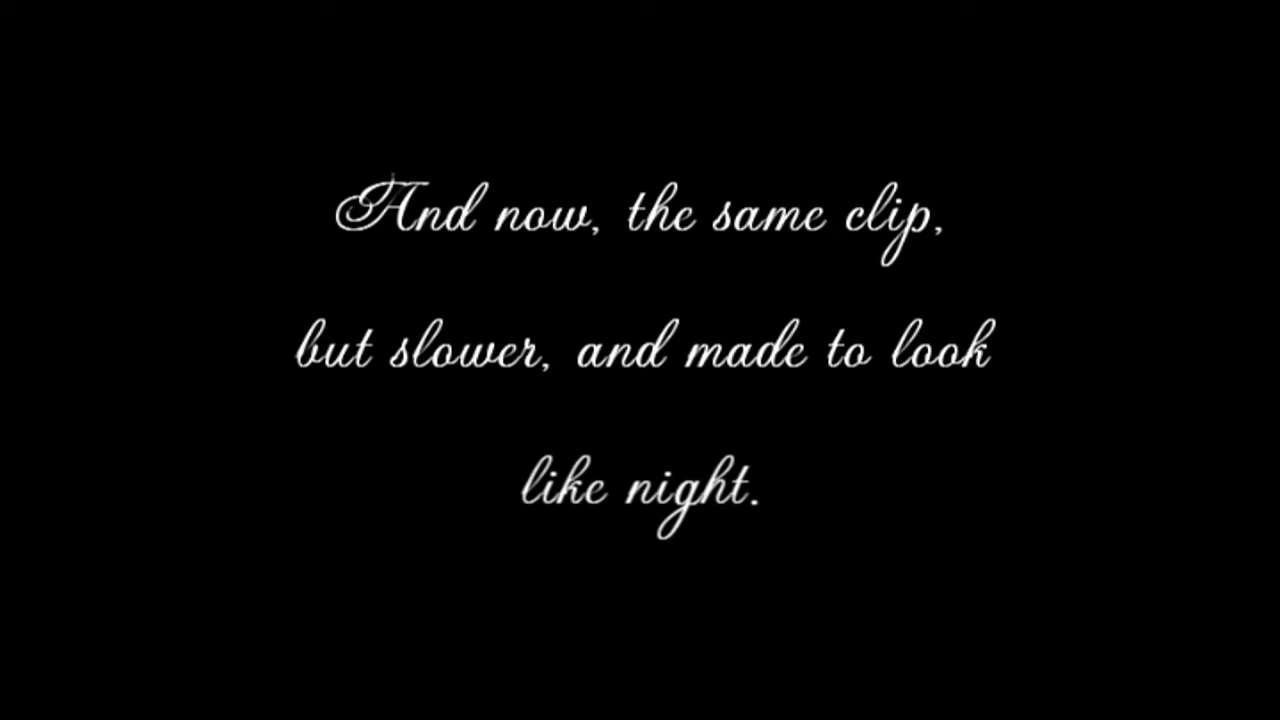 And now, the same clip,
but slower, and made to look
like night.